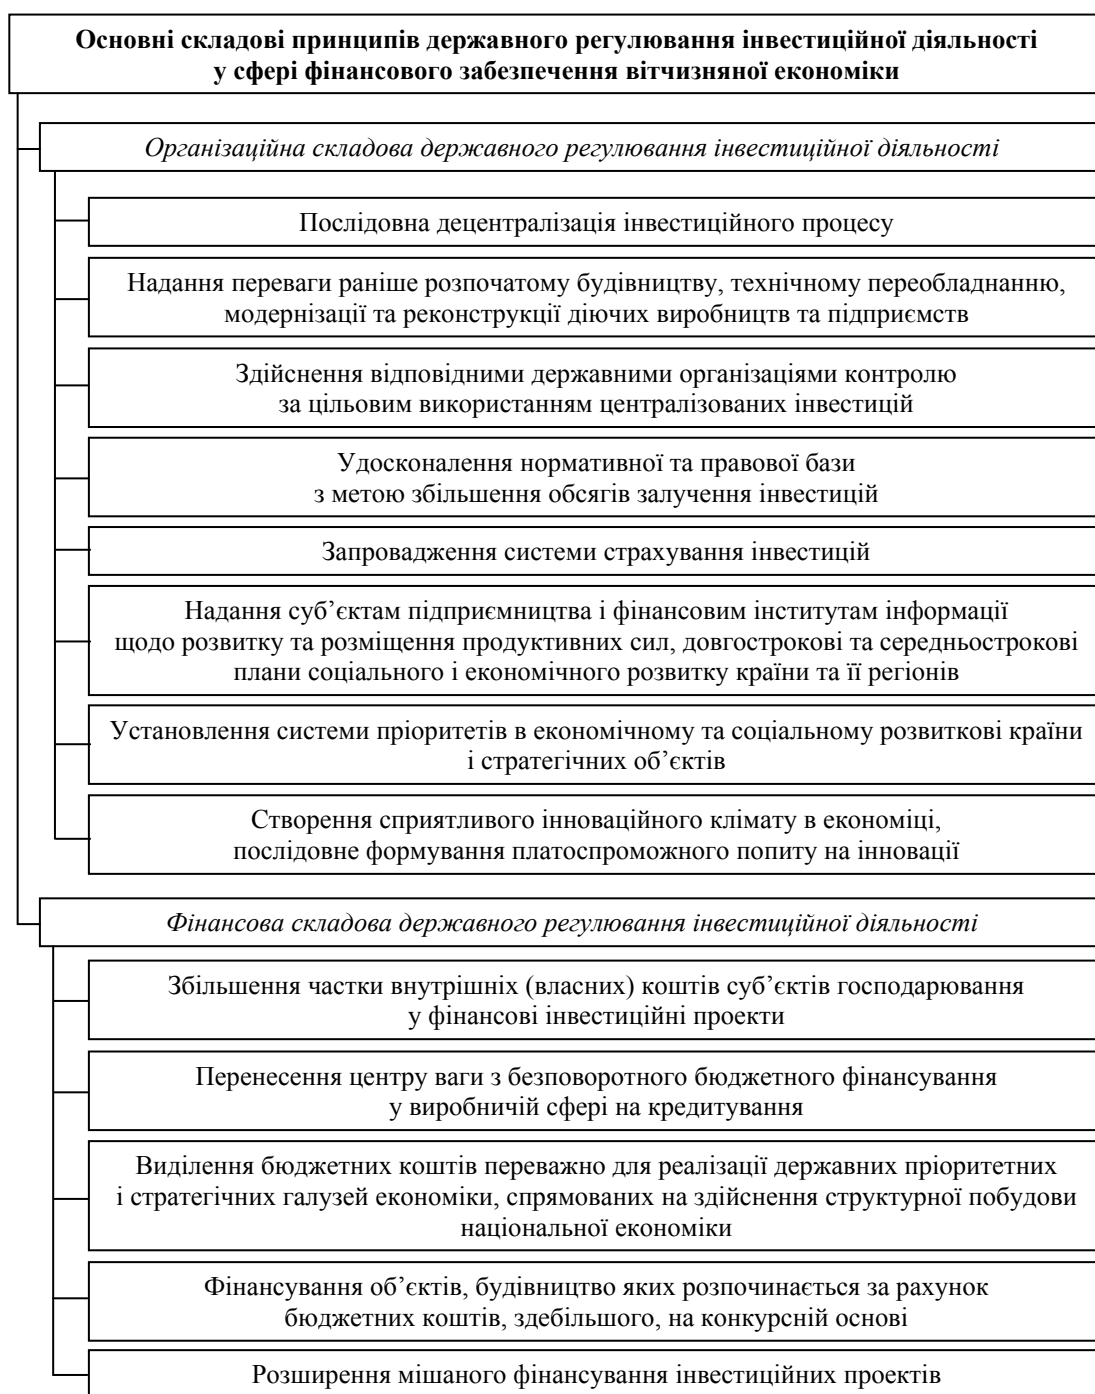 Основні складові принципів державного регулювання інвестиційної діяльності
у сфері фінансового забезпечення вітчизняної економіки
Організаційна складова державного регулювання інвестиційної діяльності
Послідовна децентралізація інвестиційного процесу
Надання переваги раніше розпочатому будівництву, технічному переобладнанню,
модернізації та реконструкції діючих виробництв та підприємств
Здійснення відповідними державними організаціями контролю
за цільовим використанням централізованих інвестицій
Удосконалення нормативної та правової бази
з метою збільшення обсягів залучення інвестицій
Запровадження системи страхування інвестицій
Надання суб’єктам підприємництва і фінансовим інститутам інформації
щодо розвитку та розміщення продуктивних сил, довгострокові та середньострокові
плани соціального і економічного розвитку країни та її регіонів
Установлення системи пріоритетів в економічному та соціальному розвиткові країни
і стратегічних об’єктів
Створення сприятливого інноваційного клімату в економіці,
послідовне формування платоспроможного попиту на інновації
Фінансова складова державного регулювання інвестиційної діяльності
Збільшення частки внутрішніх (власних) коштів суб’єктів господарювання
у фінансові інвестиційні проекти
Перенесення центру ваги з безповоротного бюджетного фінансування
у виробничій сфері на кредитування
Виділення бюджетних коштів переважно для реалізації державних пріоритетних
і стратегічних галузей економіки, спрямованих на здійснення структурної побудови
національної економіки
Фінансування об’єктів, будівництво яких розпочинається за рахунок
бюджетних коштів, здебільшого, на конкурсній основі
Розширення мішаного фінансування інвестиційних проектів